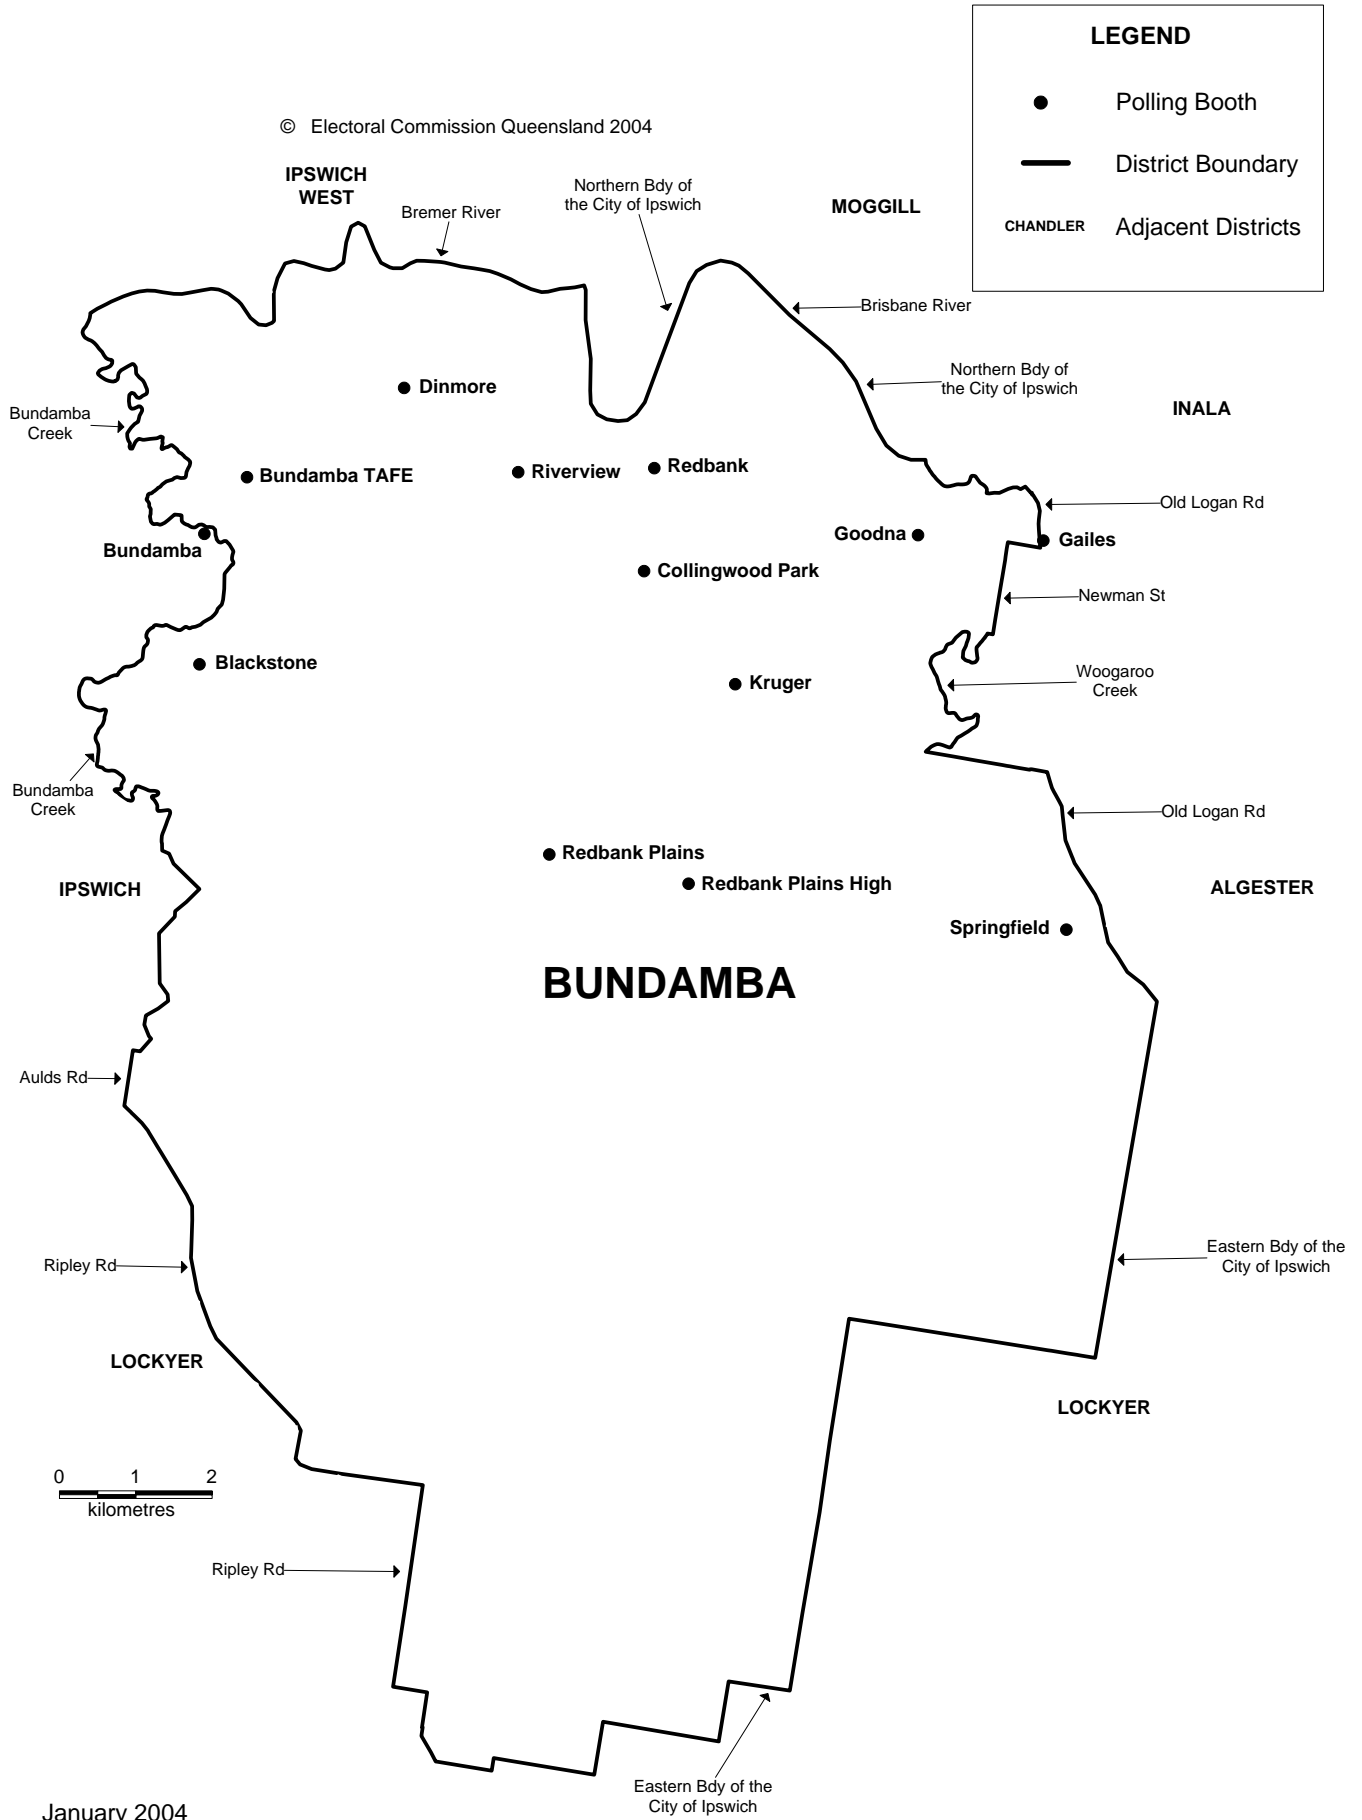 LEGEND
Polling Booth
District Boundary
CHANDLER Adjacent Districts
© Electoral Commission Queensland 2004
IPSWICH
WEST
Bremer River
Northern Bdy of
the City of Ipswich
MOGGILL
Brisbane River
Northern Bdy of
the City of Ipswich
INALA
Dinmore
Bundamba
Creek
Bundamba TAFE
Riverview
Redbank
Old Logan Rd
Bundamba
Goodna
Gailes
Collingwood Park
Newman St
Blackstone
Kruger
Woogaroo
Creek
Bundamba
Creek
Old Logan Rd
Redbank Plains
Redbank Plains High
IPSWICH
ALGESTER
Springfield
BUNDAMBA
Aulds Rd
Ripley Rd
Eastern Bdy of the
City of Ipswich
LOCKYER
LOCKYER
0 1 2
kilometres
Ripley Rd
Eastern Bdy of the
City of Ipswich
January 2004